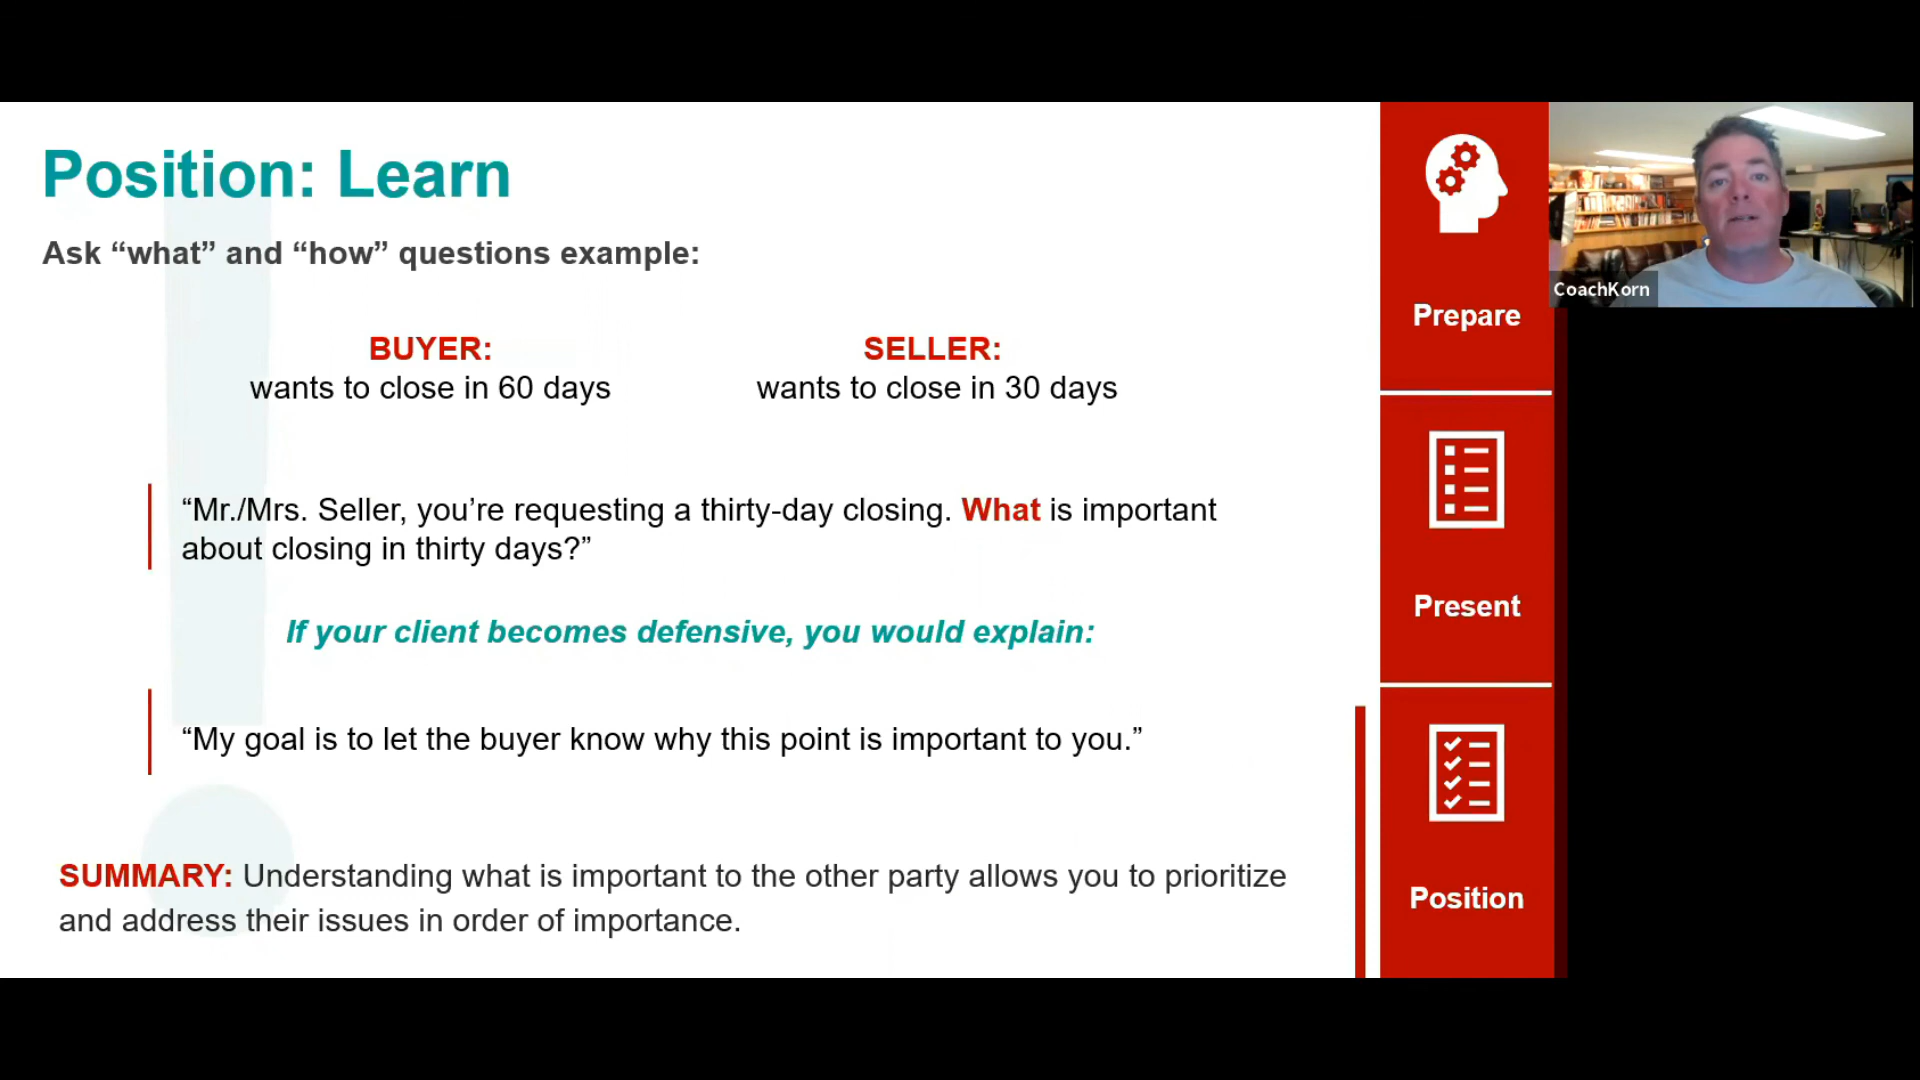 Position: Learn
Ask “what” and “how” questions example:
BUYER:
wants to close in 60 days
SELLER:
wants to close in 30 days
“Mr./Mrs. Seller, you’re requesting a thirty-day closing. What is important
about closing in thirty days?”
If your client becomes defensive, you would explain:
“My goal is to let the buyer know why this point is important to you.”
SUMMARY: Understanding what is important to the other party allows you to prioritize
and address their issues in order of importance.
Prepare
Present
Position
CoachKorn